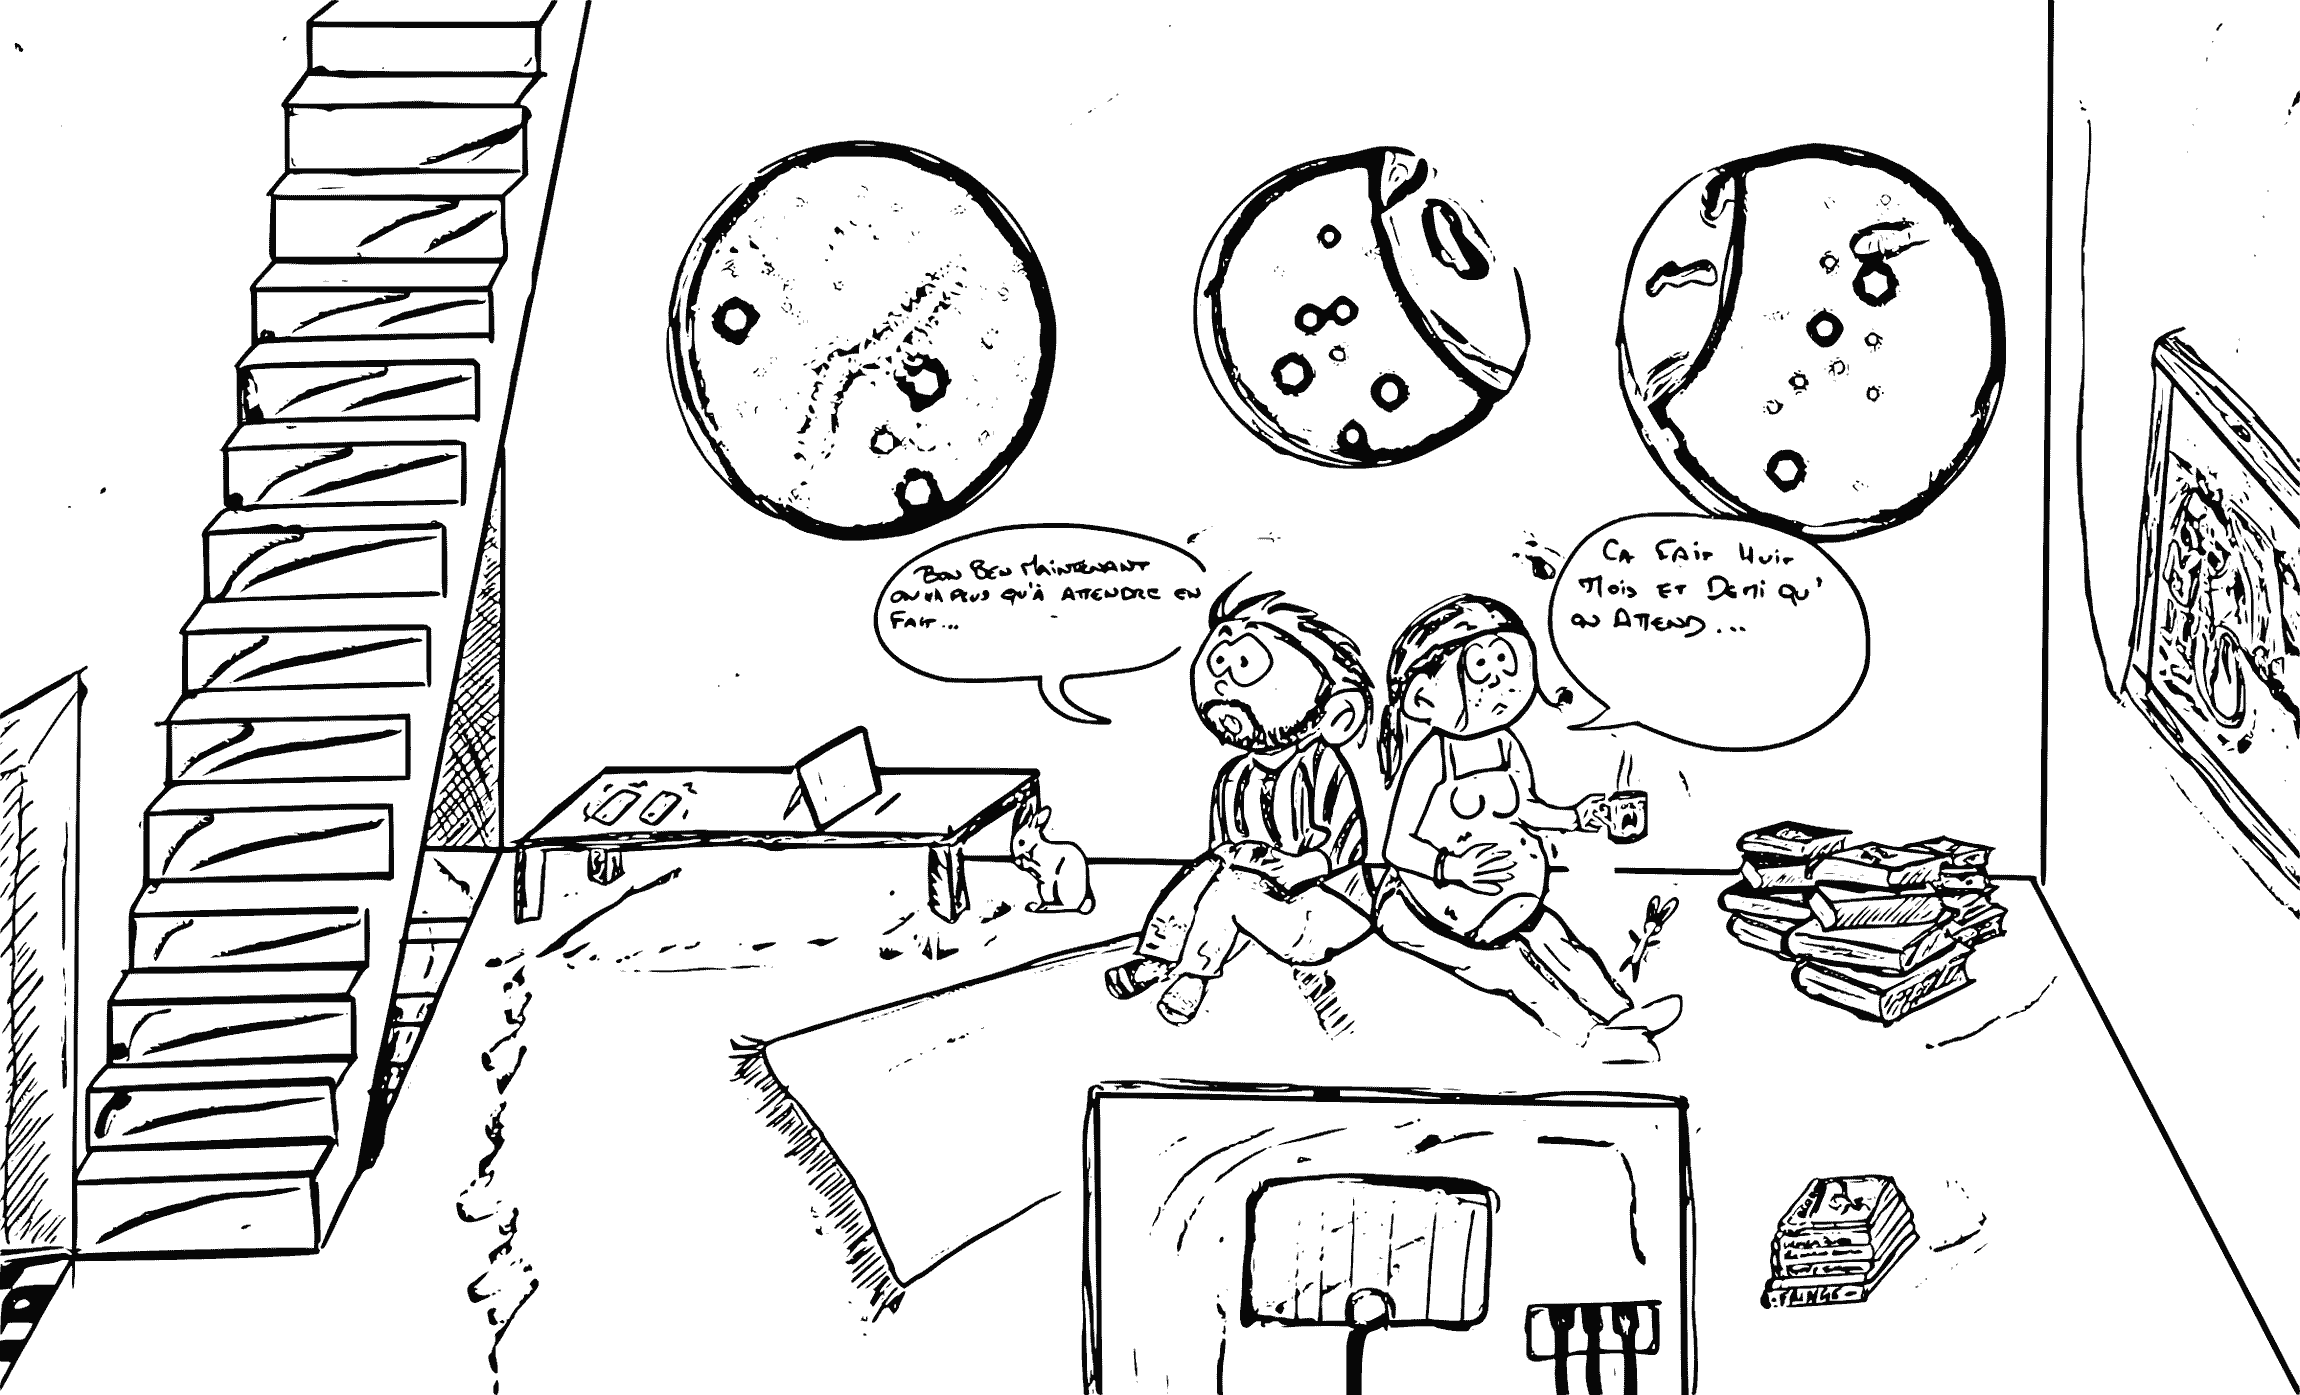 BON BEN MAINTENANT
ON A PLUS QU'À ATTENDRE EN
FAIT...
CA FAIT HUIT
MOIS ET DEMI QU'
ON ATTEND...